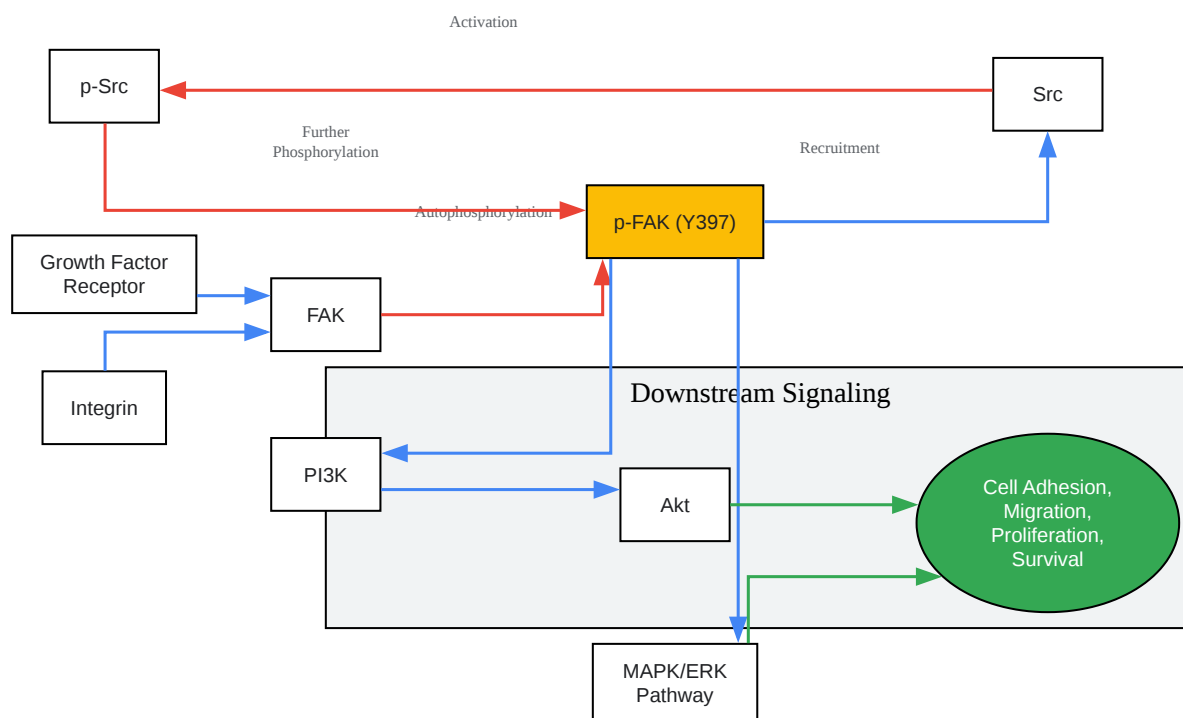 Activation
p-Src
Src
Further
Phosphorylation
Recruitment
Autophosphorylation
p-FAK (Y397)
Growth Factor
Receptor
FAK
Integrin
Downstream Signaling
PI3K
Akt
Cell Adhesion,
Migration,
Proliferation,
Survival
MAPK/ERK
Pathway